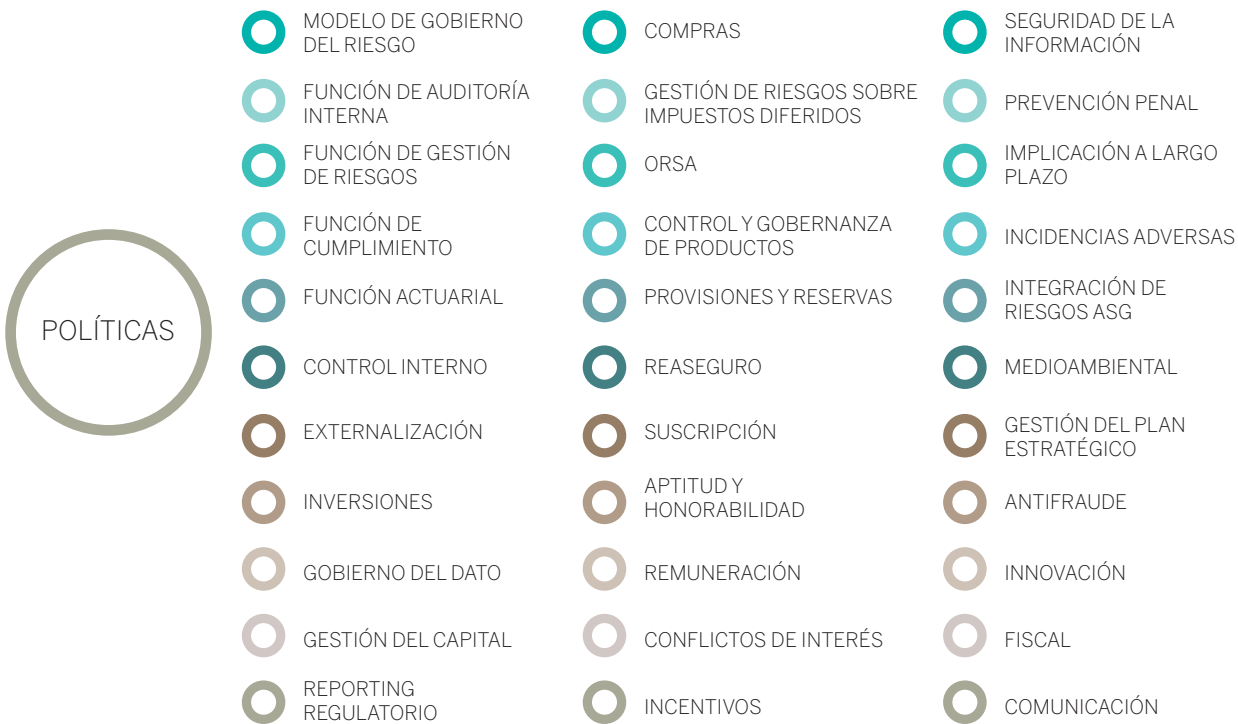 POLÍTICAS
MODELO DE GOBIERNO
DEL RIESGO
FUNCIÓN DE AUDITORÍA
INTERNA
FUNCIÓN DE GESTIÓN
DE RIESGOS
FUNCIÓN DE
CUMPLIMIENTO
FUNCIÓN ACTUARIAL
CONTROL INTERNO
EXTERNALIZACIÓN
INVERSIONES
GOBIERNO DEL DATO
GESTIÓN DEL CAPITAL
REPORTING
REGULATORIO
COMPRAS
GESTIÓN DE RIESGOS SOBRE
IMPUESTOS DIFERIDOS
ORSA
CONTROL Y GOBERNANZA
DE PRODUCTOS
PROVISIONES Y RESERVAS
REASEGURO
SUSCRIPCIÓN
APTITUD Y
HONORABILIDAD
REMUNERACIÓN
CONFLICTOS DE INTERÉS
INCENTIVOS
SEGURIDAD DE LA
INFORMACIÓN
PREVENCIÓN PENAL
IMPLICACIÓN A LARGO
PLAZO
INCIDENCIAS ADVERSAS
INTEGRACIÓN DE
RIESGOS ASG
MEDIOAMBIENTAL
GESTIÓN DEL PLAN
ESTRATÉGICO
ANTIFRAUDE
INNOVACIÓN
FISCAL
COMUNICACIÓN